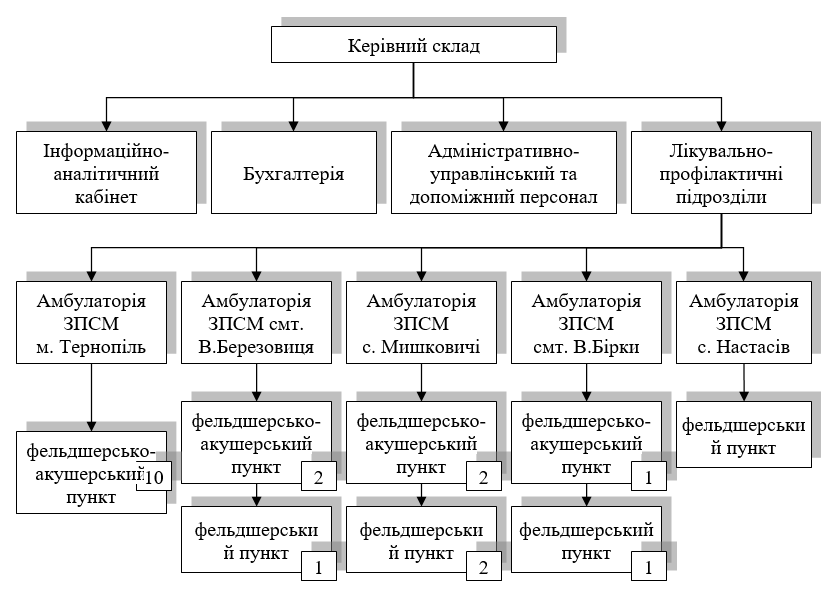 Керівний склад
Інформаційно-
аналітичний
кабінет
Бухгалтерія
Адміністративно-
управлінський та
допоміжний персонал
Лікувально-
профілактичні
підрозділи
Амбулаторія
ЗПСМ
м. Тернопіль
Амбулаторія
ЗПСМ смт.
В.Березовиця
Амбулаторія
ЗПСМ
с. Мишковичі
Амбулаторія
ЗПСМ
смт. В.Бірки
Амбулаторія
ЗПСМ
с. Настасів
фельдшерсько-
акушерський
пункт
10
фельдшерсько-
акушерський
пункт
2
фельдшерсько-
акушерський
пункт
2
фельдшерсько-
акушерський
пункт
1
фельдшерськи
й пункт
фельдшерськи
й пункт
1
фельдшерськи
й пункт
2
фельдшерський
пункт
1